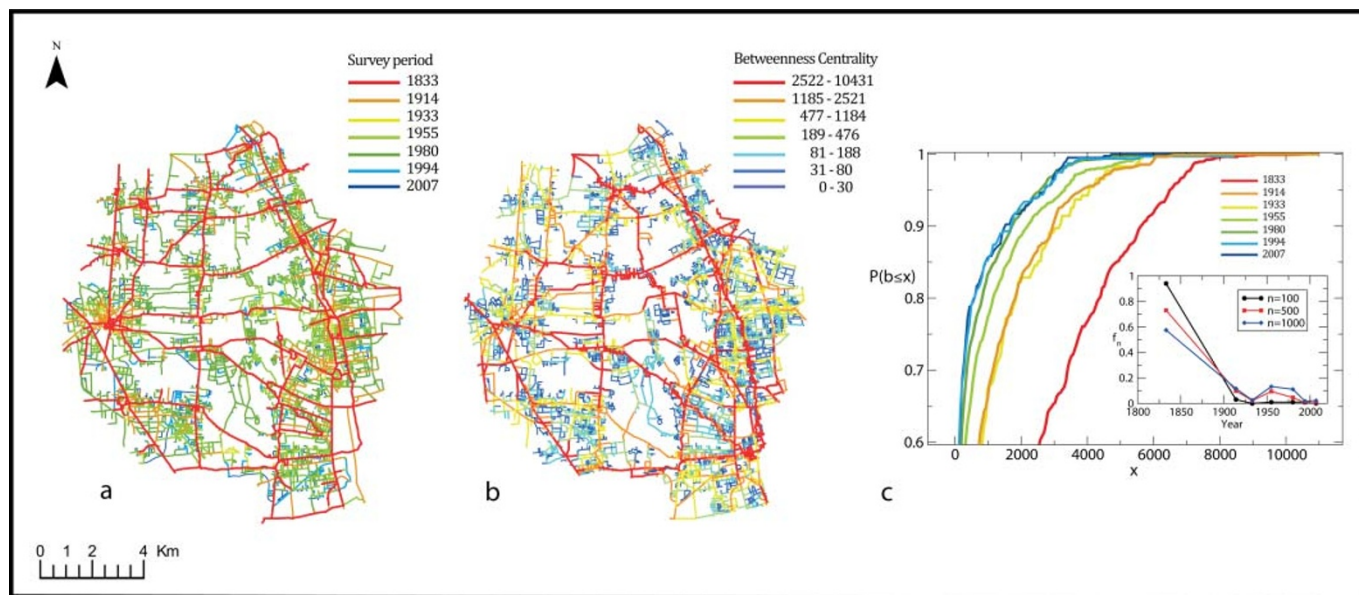 N
Survey period
1833
1914
1933
1955
1980
1994
2007
a
0 1 2 4 Km
Betweenness Centrality
2522 - 10431
1185 - 2521
477 - 1184
189 - 476
81 - 188
31 - 80
0 - 30
b
1
0.9
0.8
0.7
0.6
P(b≤x)
0 2000 4000 6000 8000 10000
x
c
1833
1914
1933
1955
1980
1994
2007
1
0.8
0.6
0.4
0.2
0
fn
n=100
n=500
n=1000
1800 1850 1900 1950 2000
Year